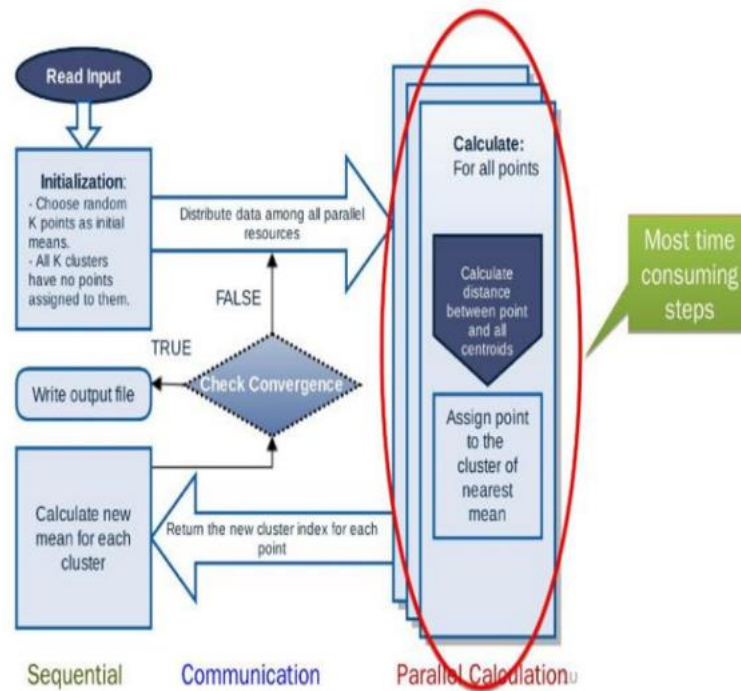 Read Input
Initialization:
- Choose random
K points as initial
means.
- All K clusters
have no points
assigned to them.
Distribute data among all parallel
resources
Calculate:
For all points
Calculate
distance
between point
and all
centroids
Assign point
to the
cluster of
nearest
mean
Most time
consuming
steps
FALSE
TRUE
Check Convergence
Write output file
Calculate new
mean for each
cluster
Return the new cluster index for each
point
Sequential
Communication
Parallel Calculation